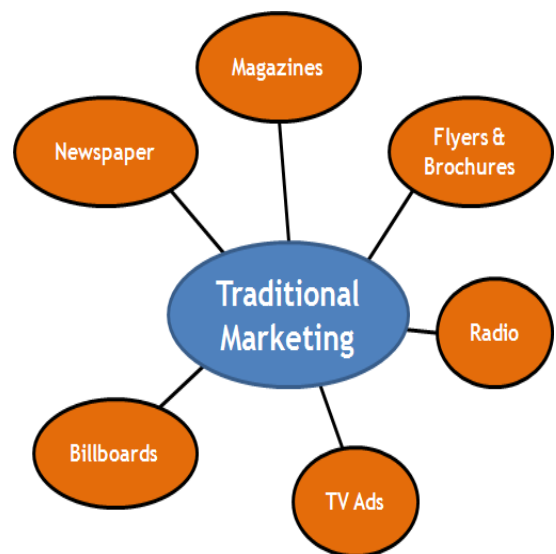 Magazines
Newspaper
Flyers &
Brochures
Traditional
Marketing
Radio
Billboards
TV Ads